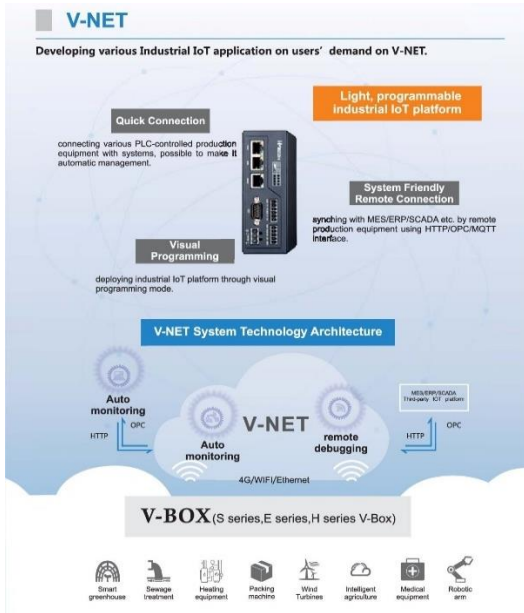 V-NET
Developing various Industrial IoT application on users' demand on V-NET.
Light, programmable
industrial IoT platform
Quick Connection
connecting various PLC-controlled production
equipment with systems, possible to make it
automatic management.
System Friendly
Remote Connection
synching with MES/ERP/SCADA etc. by remote
production equipment using HTTP/OPC/MQTT
interface.
Visual
Programming
deploying industrial IoT platform through visual
programming mode.
V-NET System Technology Architecture
Auto
monitoring
HTTP
OPC
Auto
monitoring
V-NET
remote
debugging
MES/ERP/SCADA
Third-party IOT platform
HTTP
OPC
4G/WIFI/Ethernet
V-BOX(S series,E series,H series V-Box)
Smart
greenhouse
Sewage
treatment
Heating
equipment
Packing
machine
Wind
Turbines
Intelligent
agriculture
Medical
equipment
Robotic
arm